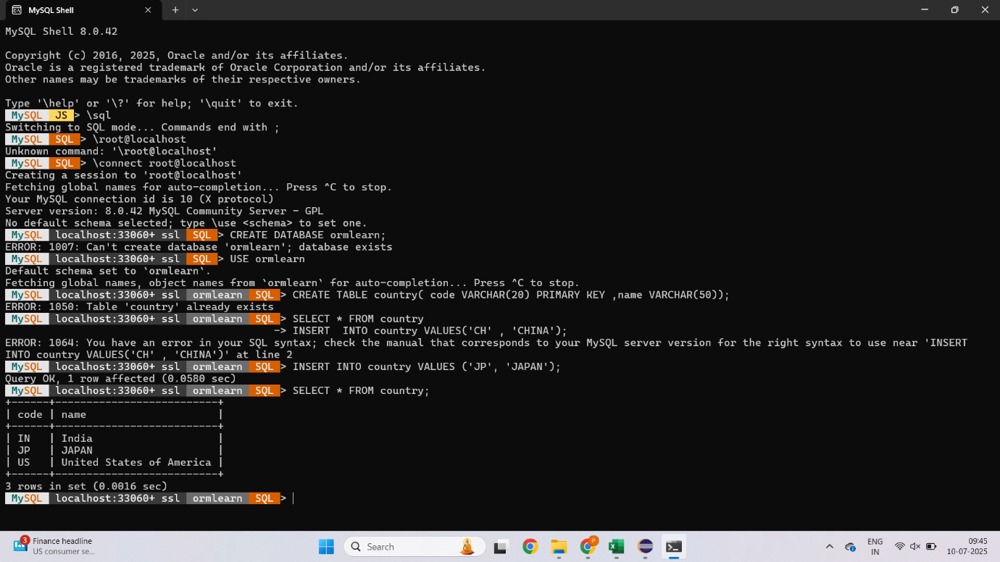 MySQL Shell
MySQL Shell 8.0.42
Copyright (c) 2016, 2025, Oracle and/or its affiliates.
Oracle is a registered trademark of Oracle Corporation and/or its affiliates.
Other names may be trademarks of their respective owners.
Type '\help' or '\?' for help; '\quit' to exit.
MySQL JS > \sql
Switching to SQL mode... Commands end with ;
MySQL SQL > \root@localhost
Unknown command: '\root@localhost'
MySQL SQL > \connect root@localhost
Creating a session to 'root@localhost'
Fetching global names for auto-completion... Press ^C to stop.
Your MySQL connection id is 10 (X protocol)
Server version: 8.0.42 MySQL Community Server - GPL
No default schema selected; type \use <schema> to set one.
MySQL localhost:33060+ ssl SQL > CREATE DATABASE ormlearn;
ERROR: 1007: Can't create database 'ormlearn'; database exists
MySQL localhost:33060+ ssl SQL > USE ormlearn
Default schema set to `ormlearn`.
Fetching global names, object names from `ormlearn` for auto-completion... Press ^C to stop.
MySQL localhost:33060+ ssl ormlearn SQL > CREATE TABLE country( code VARCHAR(20) PRIMARY KEY ,name VARCHAR(50));
ERROR: 1050: Table 'country' already exists
MySQL localhost:33060+ ssl ormlearn SQL > SELECT * FROM country
-> INSERT  INTO country VALUES('CH' , 'CHINA');
ERROR: 1064: You have an error in your SQL syntax; check the manual that corresponds to your MySQL server version for the right syntax to use near 'INSERT
INTO country VALUES('CH' , 'CHINA')' at line 2
MySQL localhost:33060+ ssl ormlearn SQL > INSERT INTO country VALUES ('JP', 'JAPAN');
Query OK, 1 row affected (0.0580 sec)
MySQL localhost:33060+ ssl ormlearn SQL > SELECT * FROM country;
+------+--------------------------+
| code | name                     |
+------+--------------------------+
| IN   | India                    |
| JP   | JAPAN                    |
| US   | United States of America |
+------+--------------------------+
3 rows in set (0.0016 sec)
MySQL localhost:33060+ ssl ormlearn SQL >
3
Finance headline
US consumer se...
Search
P
ENG
IN
09:45
10-07-2025